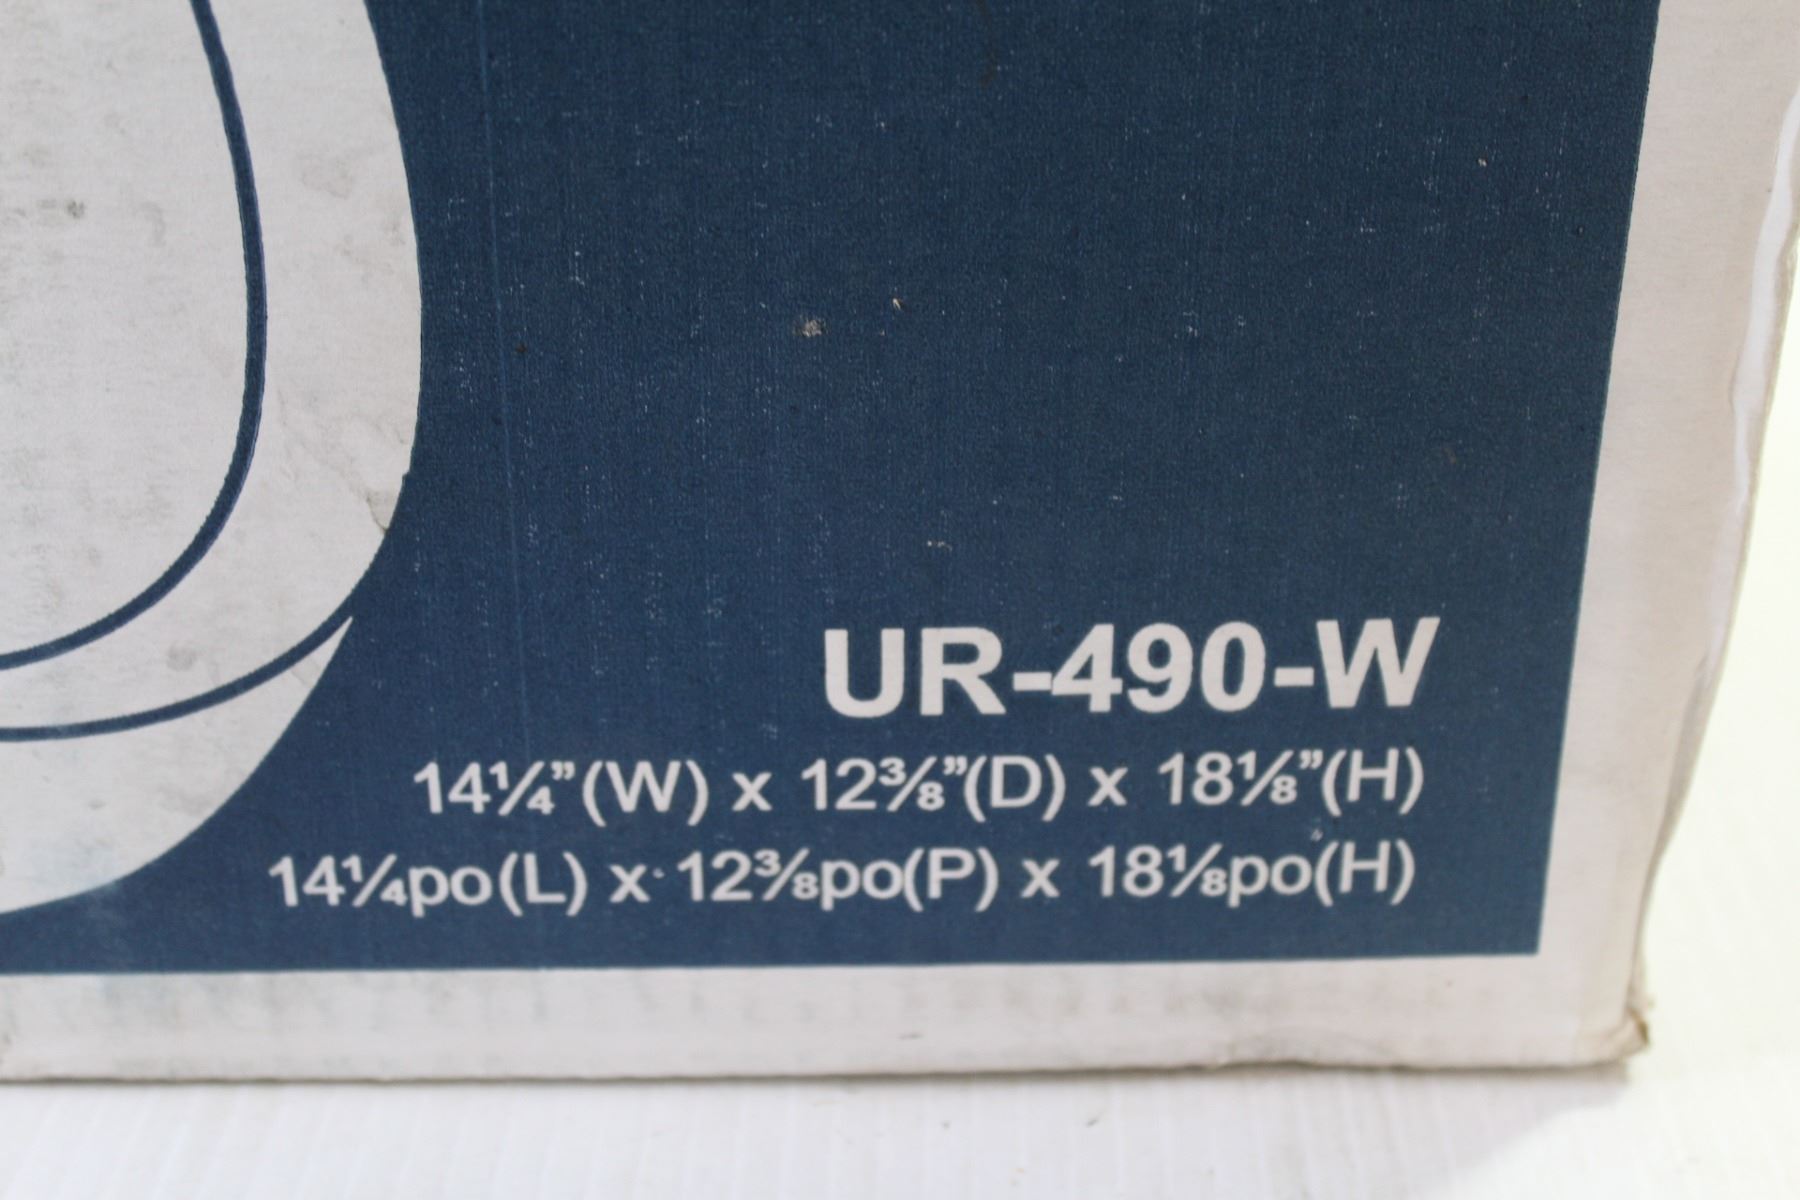 UR-490-W
14¼”(W) x 12⅜”(D) x 18⅛”(H)
14¼po(L) x 12⅜po(P) x 18⅛po(H)